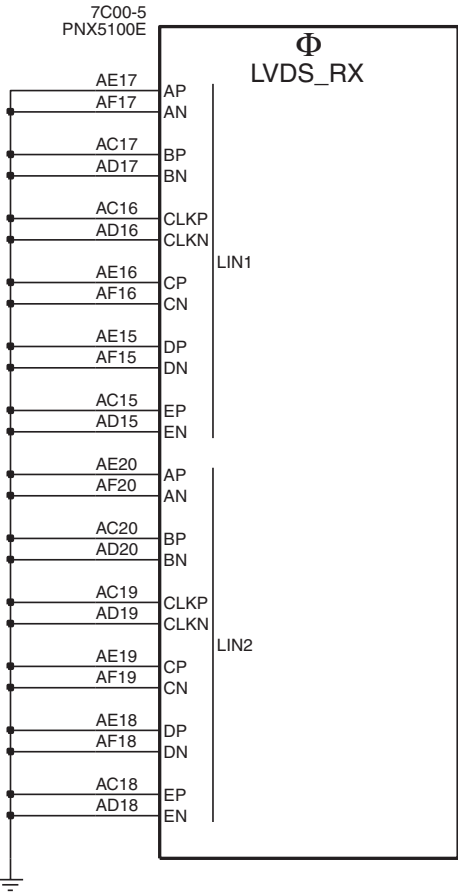 7C00-5
PNX5100E
Φ
LVDS_RX
AE17 AP
AF17 AN
AC17 BP
AD17 BN
AC16 CLKP
AD16 CLKN
LIN1
AE16 CP
AF16 CN
AE15 DP
AF15 DN
AC15 EP
AD15 EN
AE20 AP
AF20 AN
AC20 BP
AD20 BN
AC19 CLKP
AD19 CLKN
LIN2
AE19 CP
AF19 CN
AE18 DP
AF18 DN
AC18 EP
AD18 EN